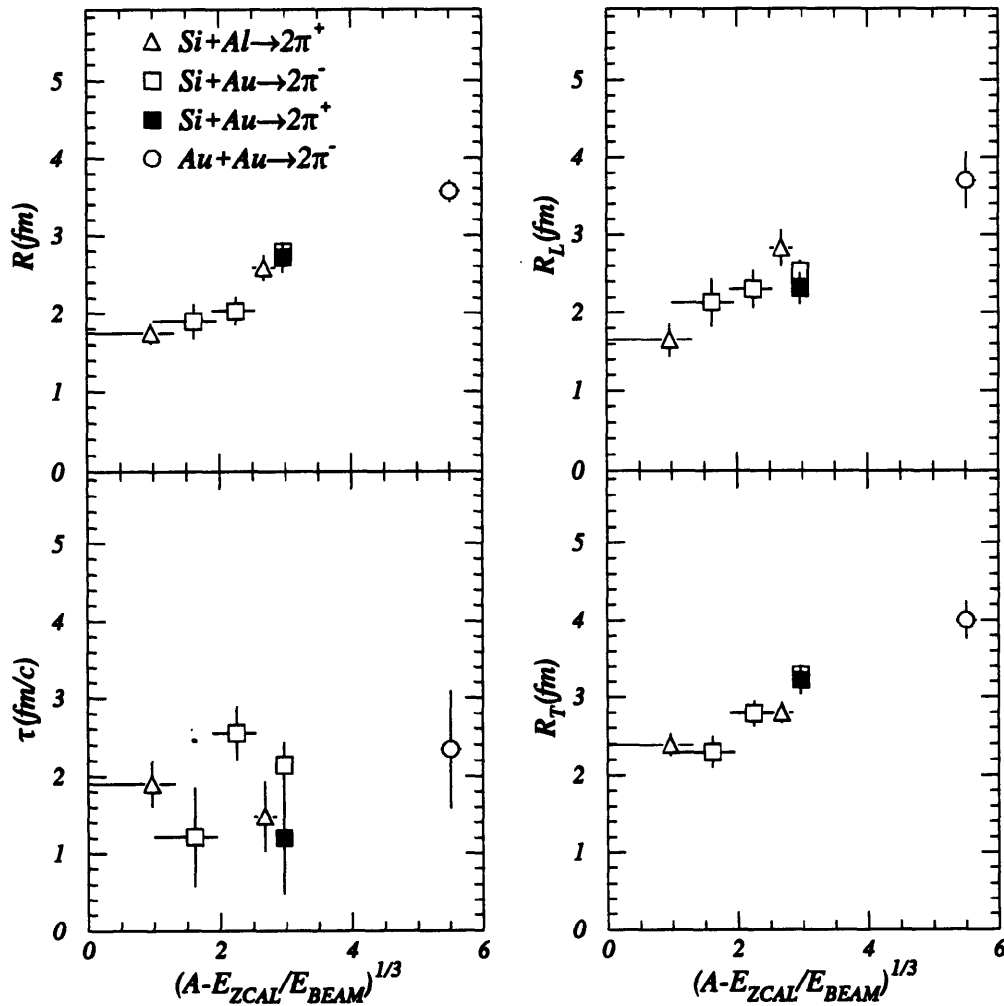 △ Si+Al→2π⁺
□ Si+Au→2π⁻
■ Si+Au→2π⁺
○ Au+Au→2π⁻
R(fm)
5
4
3
2
1
0
R_L(fm)
5
4
3
2
1
0
τ(fm/c)
5
4
3
2
1
0
0 2 4 6
(A-E_ZCAL/E_BEAM)^1/3
R_T(fm)
5
4
3
2
1
0
0 2 4 6
(A-E_ZCAL/E_BEAM)^1/3